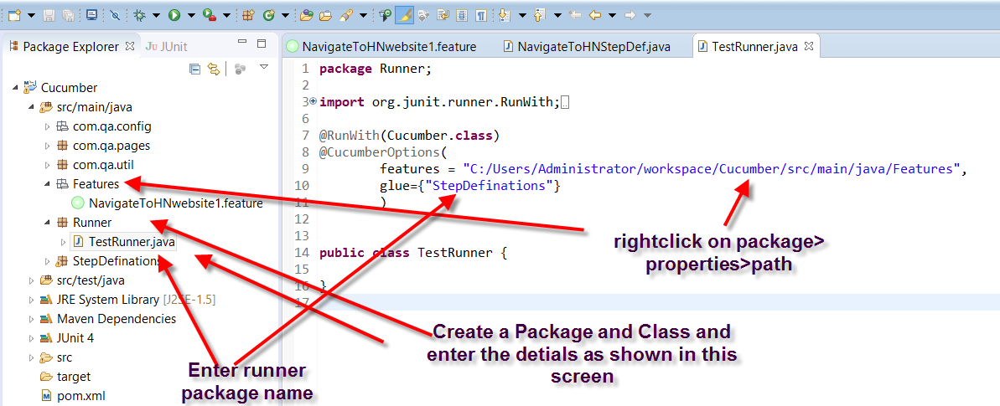 Package Explorer
JUnit
Cucumber
src/main/java
com.qa.config
com.qa.pages
com.qa.util
Features
NavigateToHNwebsite1.feature
Runner
TestRunner.java
StepDefinations
src/test/java
JRE System Library [J2SE-1.5]
Maven Dependencies
JUnit 4
src
target
pom.xml
NavigateToHNwebsite1.feature
NavigateToHNStepDef.java
TestRunner.java
1 package Runner;
2
3 import org.junit.runner.RunWith;
6
7 @RunWith(Cucumber.class)
8 @CucumberOptions(
9 features = "C:/Users/Administrator/workspace/Cucumber/src/main/java/Features",
10 glue={"StepDefinations"}
11 )
12
13
14 public class TestRunner {
15
16 }
17
rightclick on package>
properties>path
Create a Package and Class and
enter the detials as shown in this
screen
Enter runner
package name